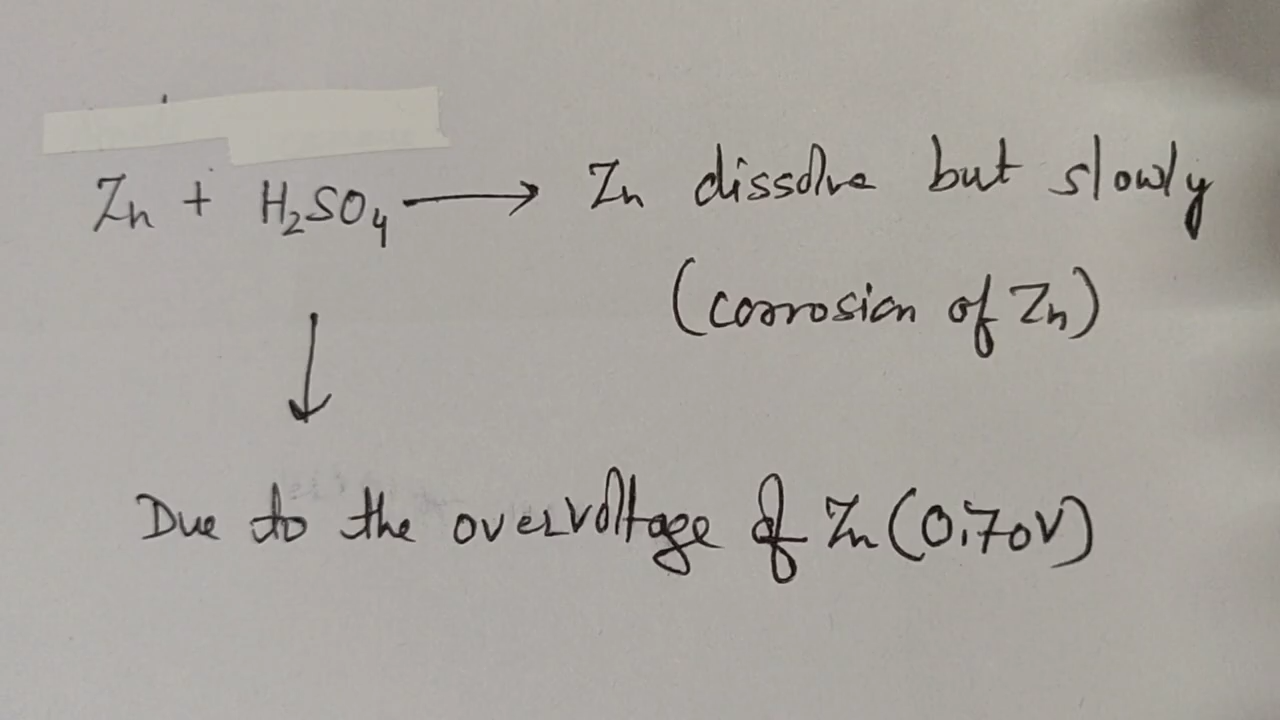 Zn + H₂SO₄ ⟶ Zn dissolve but slowly
(corrosion of Zn)
↓
Due to the overvoltage of Zn (0.70V)